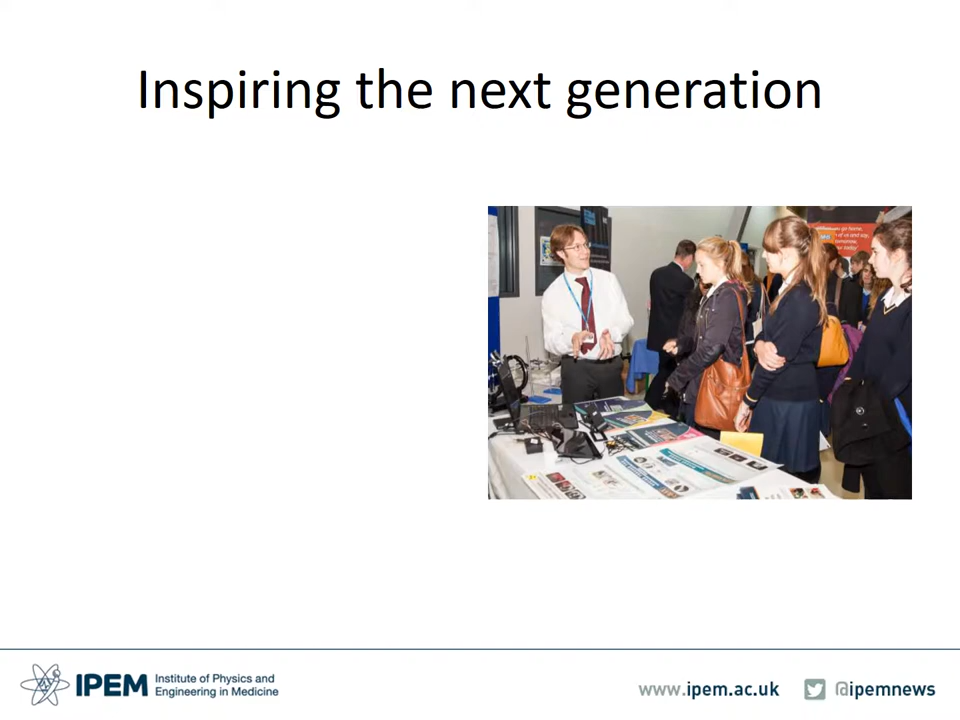 Inspiring the next generation
IPEM
Institute of Physics and
Engineering in Medicine
www.ipem.ac.uk
@ipemnews